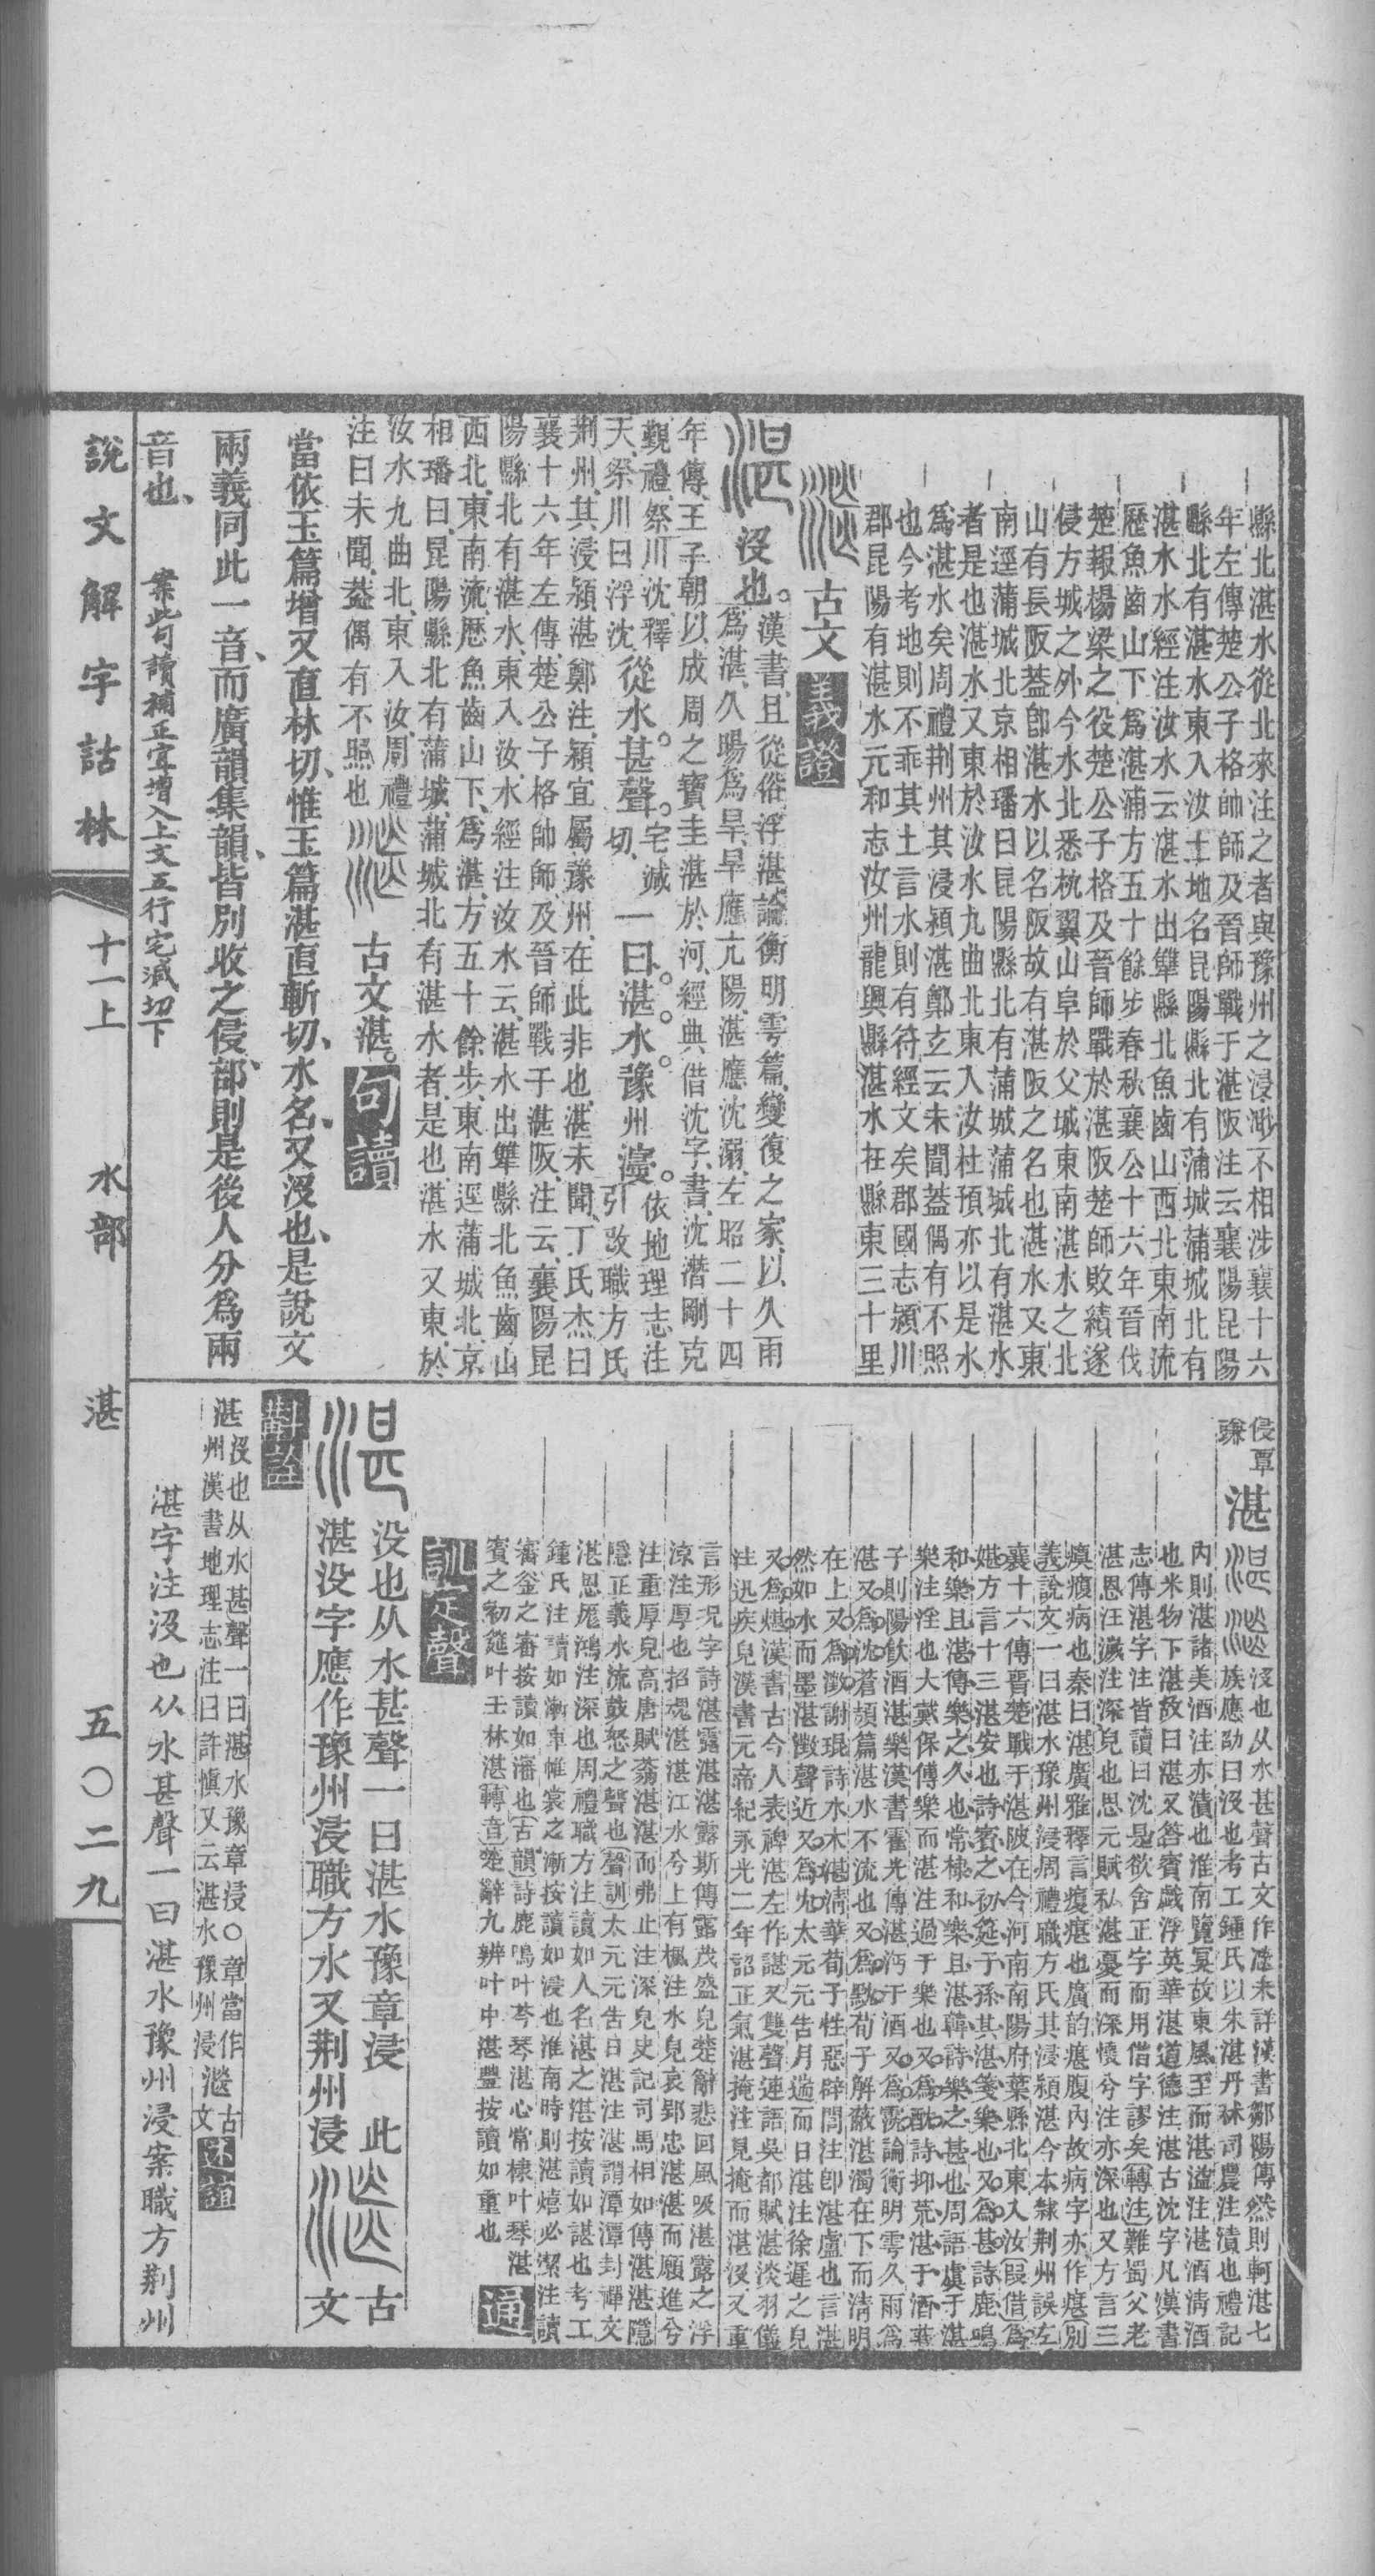 縣北湛水從北來注之者與豫州之浸渺不相涉襄十六
年左傳楚公子格帥師及晉師戰于湛阪注云襄陽昆陽
縣北有湛水東入汝土地名昆陽縣北有蒲城蒲城北有
湛水水經注汝水云湛水出犨縣北魚齒山西北東南流
歷魚齒山下為湛浦方五十餘步春秋襄公十六年晉伐
楚報楊梁之役楚公子格及晉師戰於湛阪楚師敗績遂
侵方城之外今水北悉枕翼山阜於父城東南湛水之北
山有長阪葢卽湛水以名阪故有湛阪之名也湛水又東
南逕蒲城北京相璠曰昆陽縣北有蒲城蒲城北有湛水
者是也湛水又東於汝水九曲北東入汝杜預亦以是水
為湛水矣周禮荆州其浸潁湛鄭玄云未聞葢偶有不照
也今考地則不乖其土言水則有符經文矣郡國志潁川
郡昆陽有湛水元和志汝州龍興縣湛水在縣東三十里
古文 義證
沒也。漢書、且從俗浮湛、論衡明雩篇、變復之家、以久雨
為湛、久暘為旱、旱應亢陽、湛應沈溺、左昭二十四
年傳、王子朝、以成周之寶圭湛於河、經典借沈字、書、沈潛剛克
覲禮、祭川沈、釋
天、祭川曰浮沈、從水。甚聲。宅減
切、一曰。湛水。豫州濅。依地理志注
引改職方氏
荆州、其浸潁湛、鄭注、潁宜屬豫州、在此非也、湛未聞、丁氏杰曰
襄十六年左傳、楚公子格帥師、及晉師戰于湛阪、注云、襄陽昆
陽縣北有湛水、東入汝、水經注汝水云、湛水出犨縣北魚齒山
西北、東南流、歷魚齒山下、為湛、方五十餘步、東南逕蒲城北、京
相璠曰、昆陽縣北有蒲城、蒲城北有湛水者、是也、湛水又東、於
汝水九曲北、東入汝、周禮
注曰未聞、葢偶有不照也 古文湛。句讀
當依玉篇增又直林切、惟玉篇湛直斬切、水名、又沒也、是說文
兩義同此一音、而廣韻集韻、皆別收之侵部、則是後人分為兩
音也、 案此句讀補正宜增入上文五行宅減切下
侵覃
湛 沒也从水甚聲古文作未詳漢書鄒陽傳然則軻湛七
族應劭曰沒也考工鍾氏以朱湛丹秫司農注漬也禮記
內則湛諸美酒注亦漬也淮南覽冥故東風至而酒湛溢注湛酒清酒
也米物下湛故曰湛又答賓戲浮英華湛道德注湛古沈字凡漢書
志傳湛字注皆讀曰沈是欲舍正字而用借字謬矣轉注難蜀父老
湛恩汪濊注深皃也思元賦私湛憂而深懷兮注亦深也又方言三
義說文一曰湛水豫州浸周禮職方氏其浸潁湛今本隸荆州誤左
襄十六傳晉楚戰于湛陂在今河南南陽府葉縣北東入汝假借為
媅方言十三湛安也詩賓之初筵子孫其湛箋樂也又為甚詩鹿鳴
和樂且湛傳樂之久也常棣和樂且湛韓詩樂之甚也周語虞于湛
樂注淫也大戴保傅樂而湛注過于樂也又為酖詩抑荒湛于酒
子則陽飲酒湛樂漢書霍光傳湛沔于酒又為霃論衡明雩久雨為
湛又為沈蒼頡篇湛水不流也又為黕荀子解蔽湛濁在下而清明
在上又為澂謝琨詩水木湛清華荀子性惡辟閭注卽湛盧也言湛
然如水而墨湛澂聲近又為尢太元元告月遄而日湛注徐遲之皃
又為煁漢書古今人表裨湛左作諶又雙聲連語吳都賦湛淡羽儀
注迅疾皃漢書元帝紀永光二年詔正氣湛掩注見掩而湛沒又重
言形況字詩湛露湛湛露斯傳露茂盛皃楚辭悲回風吸湛露之浮
涼注厚也招魂湛湛江水兮上有楓注水皃哀郢忠湛湛而願進兮
注重厚皃高唐賦滃湛湛而弗止注深皃史記司馬相如傳湛湛隱
隱正義水流鼓怒之聲也聲訓太元元告日湛注湛謂潭潭封禪文
湛恩厖鴻注深也周禮職方注讀如人名湛之湛按讀如諶也考工
鍾氏注讀如漸車帷裳之漸按讀如浸也淮南時則湛熺必潔注讀
審釜之審按讀如瀋也古韻詩鹿鳴叶芩琴湛心常棣叶琴湛
賓之初筵叶壬林湛轉音楚辭九辨叶中湛豐按讀如重也 通
訓定聲
没也从水甚聲一曰湛水豫章浸 此古
湛没字應作豫州浸職方水又荆州浸 文
斠詮
湛 沒也从水甚聲一曰湛水豫章浸〇章當作
州漢書地理志注曰許愼又云湛水豫州浸 古文 述誼
湛字注沒也从水甚聲一曰湛水豫州浸案職方荆州
說文解字詁林 十一上 水部 湛 五〇二九